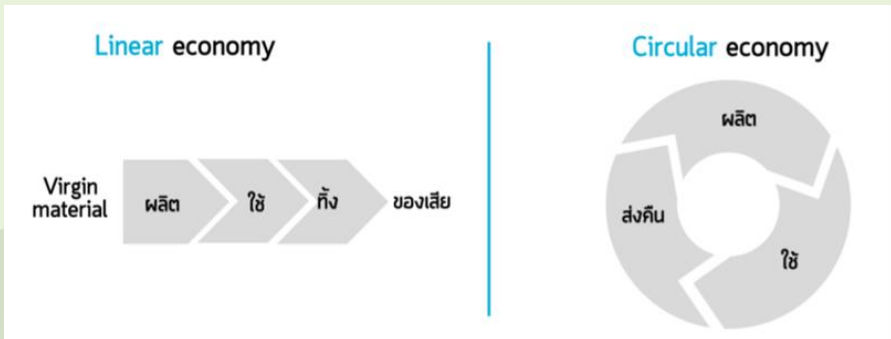 Linear economy
Virgin
material
ผลิต
ใช้
ทิ้ง
ของเสีย
Circular economy
ผลิต
ใช้
ส่งคืน